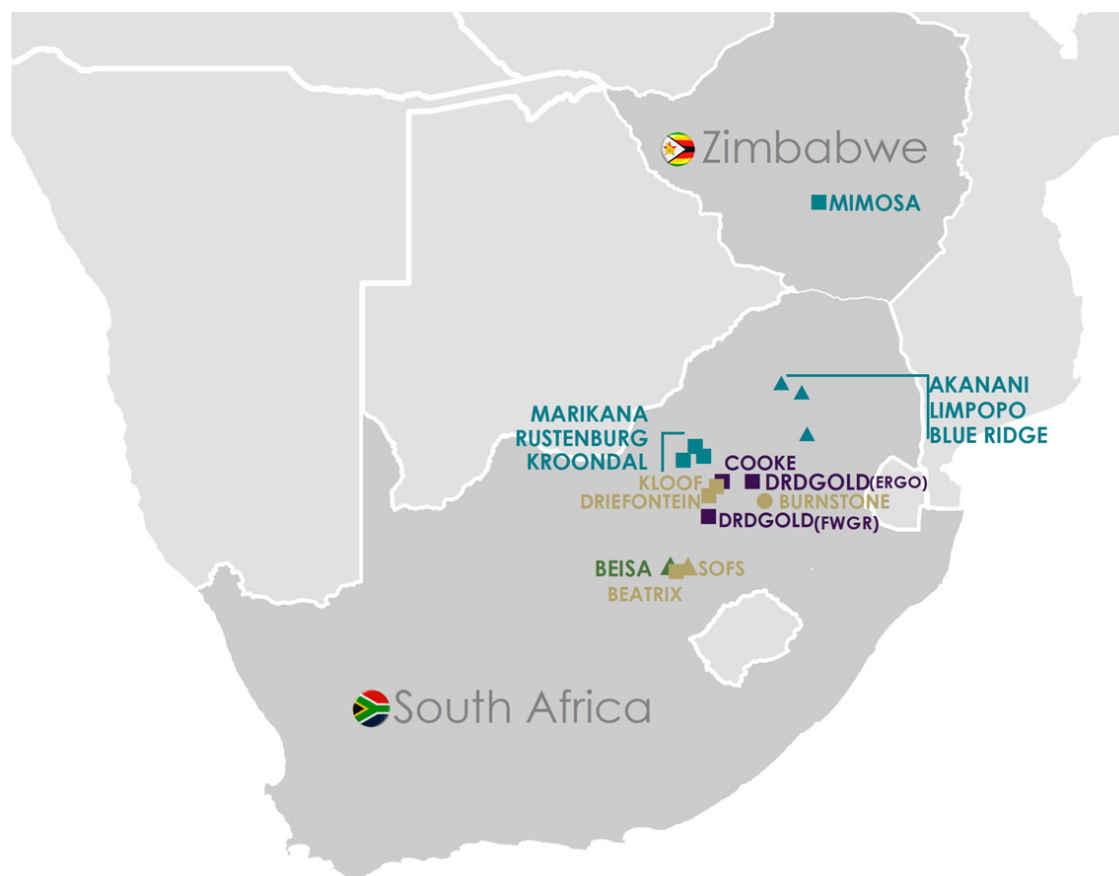 Zimbabwe
MIMOSA
AKANANI
LIMPOPO
BLUE RIDGE
MARIKANA
RUSTENBURG
KROONDAL
COOKE
KLOOF
DRDGOLD(ERGO)
DRIEFONTEIN
BURNSTONE
DRDGOLD(FWGR)
BEISA
SOFS
BEATRIX
South Africa